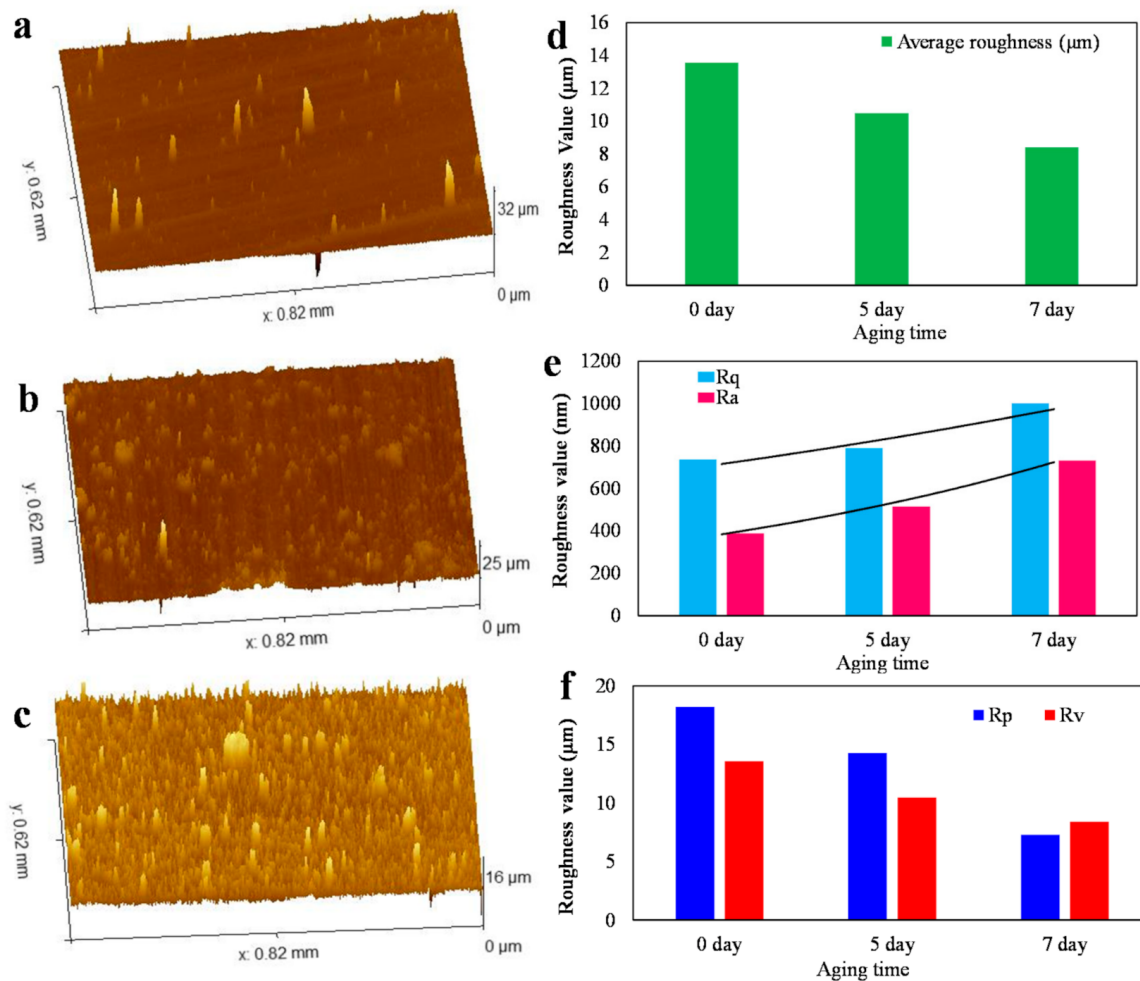 a
y: 0.62 mm
32 µm
0 µm
x: 0.82 mm
b
y: 0.62 mm
25 µm
0 µm
x: 0.82 mm
c
y: 0.62 mm
16 µm
0 µm
x: 0.82 mm
d
Average roughness (µm)
Roughness Value (µm)
16
14
12
10
8
6
4
2
0
0 day 5 day 7 day
Aging time
e
Rq
Ra
Roughness value (nm)
1200
1000
800
600
400
200
0
0 day 5 day 7 day
Aging time
f
Rp Rv
Roughness value (µm)
20
15
10
5
0
0 day 5 day 7 day
Aging time